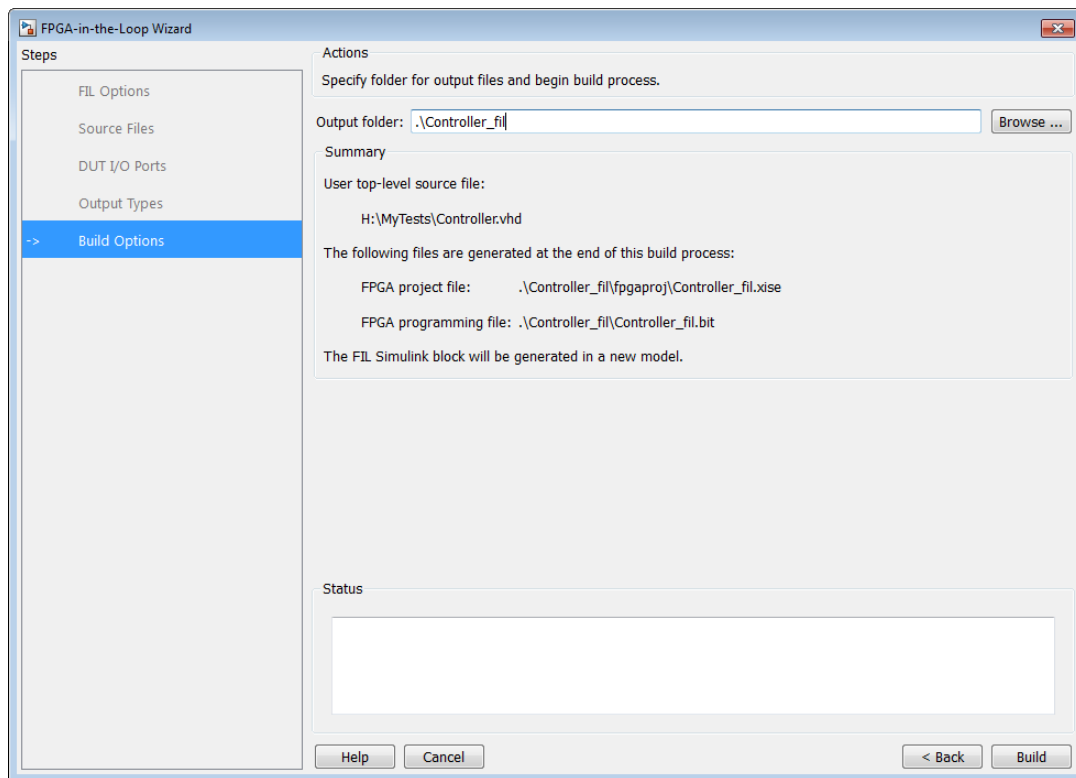 FPGA-in-the-Loop Wizard
Steps
FIL Options
Source Files
DUT I/O Ports
Output Types
-> Build Options
Actions
Specify folder for output files and begin build process.
Output folder: .\Controller_fil Browse ...
Summary
User top-level source file:
H:\MyTests\Controller.vhd
The following files are generated at the end of this build process:
FPGA project file: .\Controller_fil\fpgaproj\Controller_fil.xise
FPGA programming file: .\Controller_fil\Controller_fil.bit
The FIL Simulink block will be generated in a new model.
Status
Help Cancel < Back Build